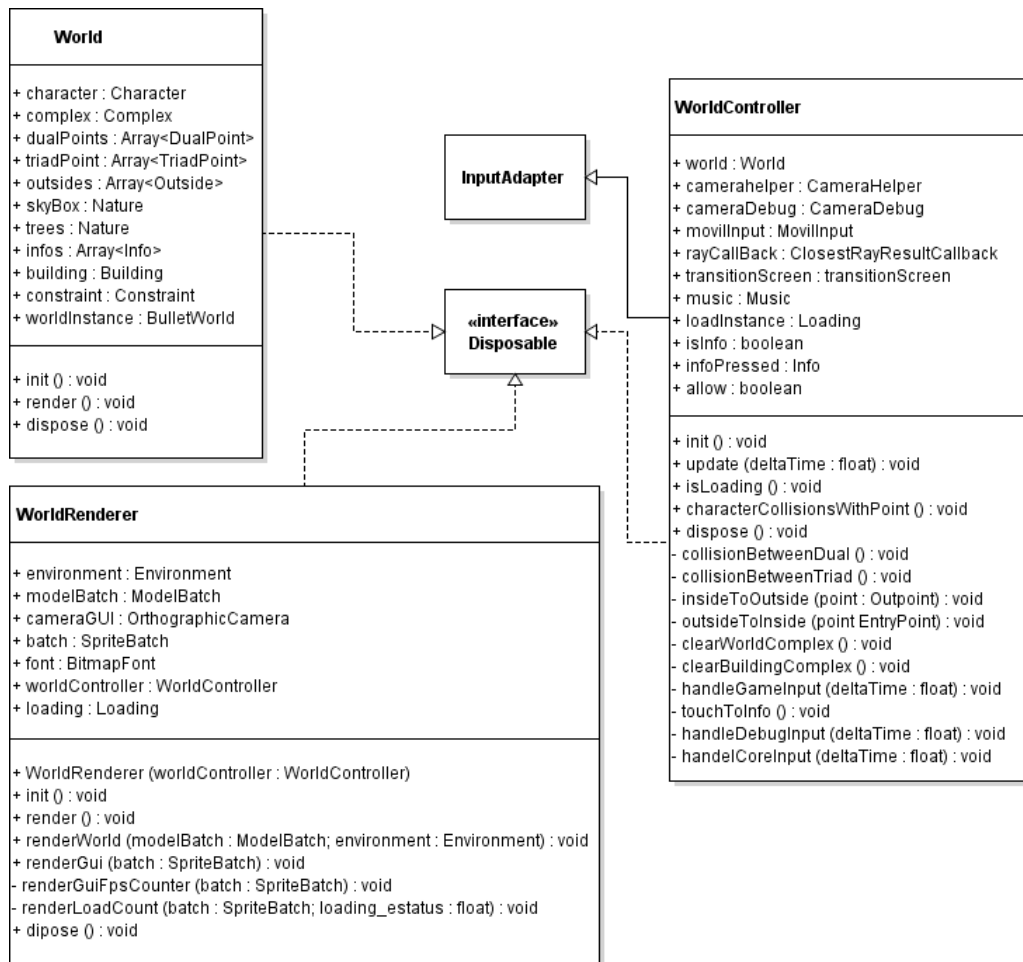 World
+ character : Character
+ complex : Complex
+ dualPoints : Array<DualPoint>
+ triadPoint : Array<TriadPoint>
+ outsides : Array<Outside>
+ skyBox : Nature
+ trees : Nature
+ infos : Array<Info>
+ building : Building
+ constraint : Constraint
+ worldInstance : BulletWorld
+ init () : void
+ render () : void
+ dispose () : void
InputAdapter
«interface»
Disposable
WorldController
+ world : World
+ camerahelper : CameraHelper
+ cameraDebug : CameraDebug
+ movilInput : MovilInput
+ rayCallBack : ClosestRayResultCallback
+ transitionScreen : transitionScreen
+ music : Music
+ loadInstance : Loading
+ isInfo : boolean
+ infoPressed : Info
+ allow : boolean
+ init () : void
+ update (deltaTime : float) : void
+ isLoading () : void
+ characterCollisionsWithPoint () : void
+ dispose () : void
- collisionBetweenDual () : void
- collisionBetweenTriad () : void
- insideToOutside (point : Outpoint) : void
- outsideToInside (point EntryPoint) : void
- clearWorldComplex () : void
- clearBuildingComplex () : void
- handleGameInput (deltaTime : float) : void
- touchToInfo () : void
- handleDebugInput (deltaTime : float) : void
- handelCoreInput (deltaTime : float) : void
WorldRenderer
+ environment : Environment
+ modelBatch : ModelBatch
+ cameraGUI : OrthographicCamera
+ batch : SpriteBatch
+ font : BitmapFont
+ worldController : WorldController
+ loading : Loading
+ WorldRenderer (worldController : WorldController)
+ init () : void
+ render () : void
+ renderWorld (modelBatch : ModelBatch; environment : Environment) : void
+ renderGui (batch : SpriteBatch) : void
- renderGuiFpsCounter (batch : SpriteBatch) : void
- renderLoadCount (batch : SpriteBatch; loading_estatus : float) : void
+ dipose () : void